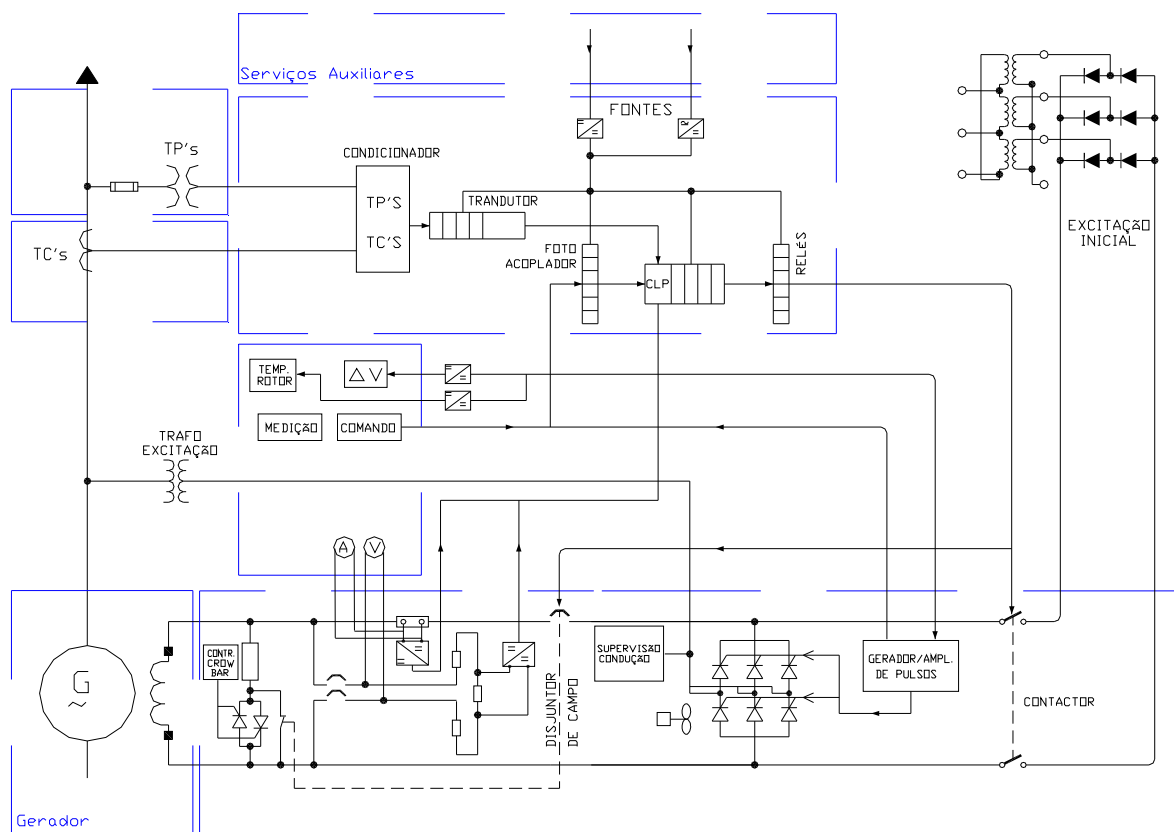 Serviços Auxiliares
FONTES
TP's
CONDICIONADOR
TP'S
TC'S
TRANDUTOR
TC's
FOTO
ACOPLADOR
CLP
RELÉS
EXCITAÇÃO
INICIAL
TEMP.
ROTOR
△ V
MEDIÇÃO
COMANDO
TRAFO
EXCITAÇÃO
A
V
CONTR.
CROW
BAR
G
~
DISJUNTOR
DE CAMPO
SUPERVISÃO
CONDUÇÃO
GERADOR/AMPL.
DE PULSOS
CONTACTOR
Gerador